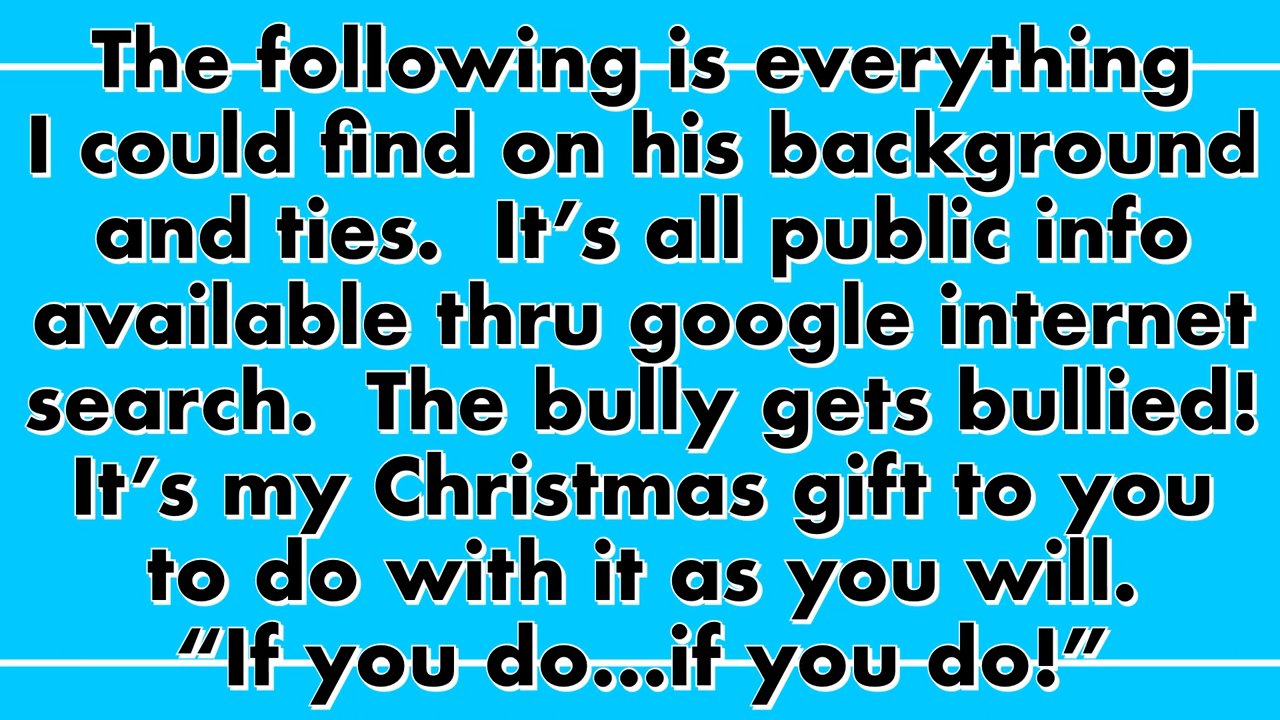 The following is everything
I could find on his background
and ties.  It’s all public info
available thru google internet
search.  The bully gets bullied!
It’s my Christmas gift to you
to do with it as you will.
“If you do...if you do!”